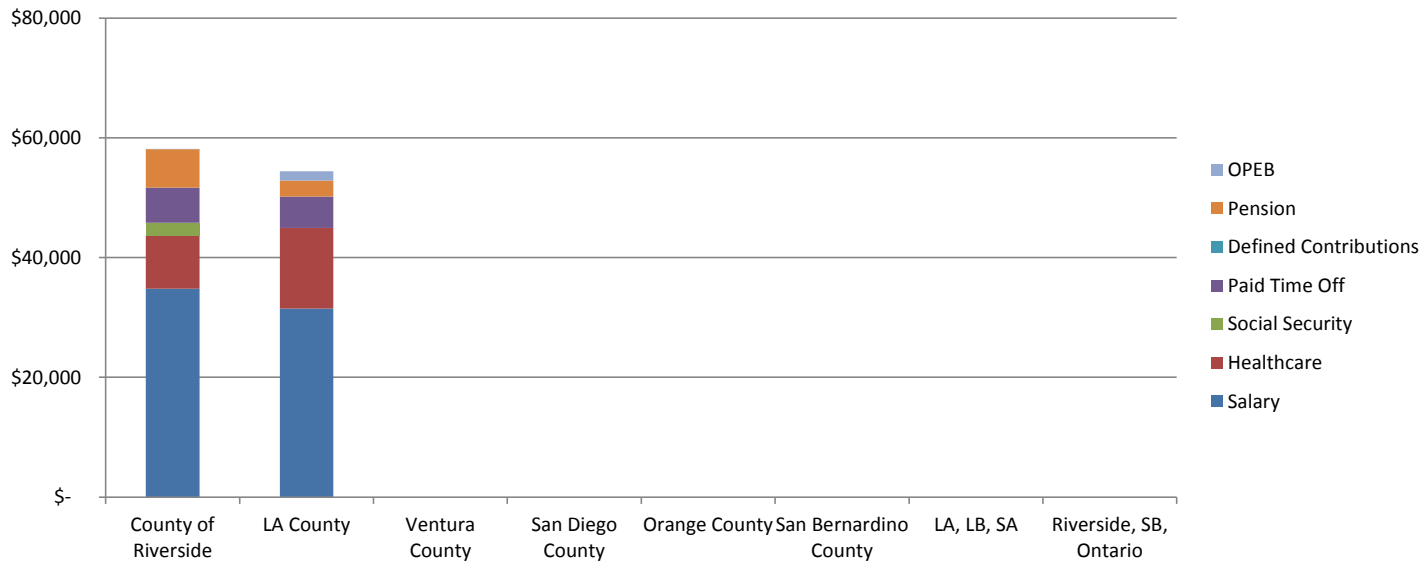 $80,000
$60,000
$40,000
$20,000
$-
County of
Riverside
LA County
Ventura
County
San Diego
County
Orange County
San Bernardino
County
LA, LB, SA
Riverside, SB,
Ontario
OPEB
Pension
Defined Contributions
Paid Time Off
Social Security
Healthcare
Salary